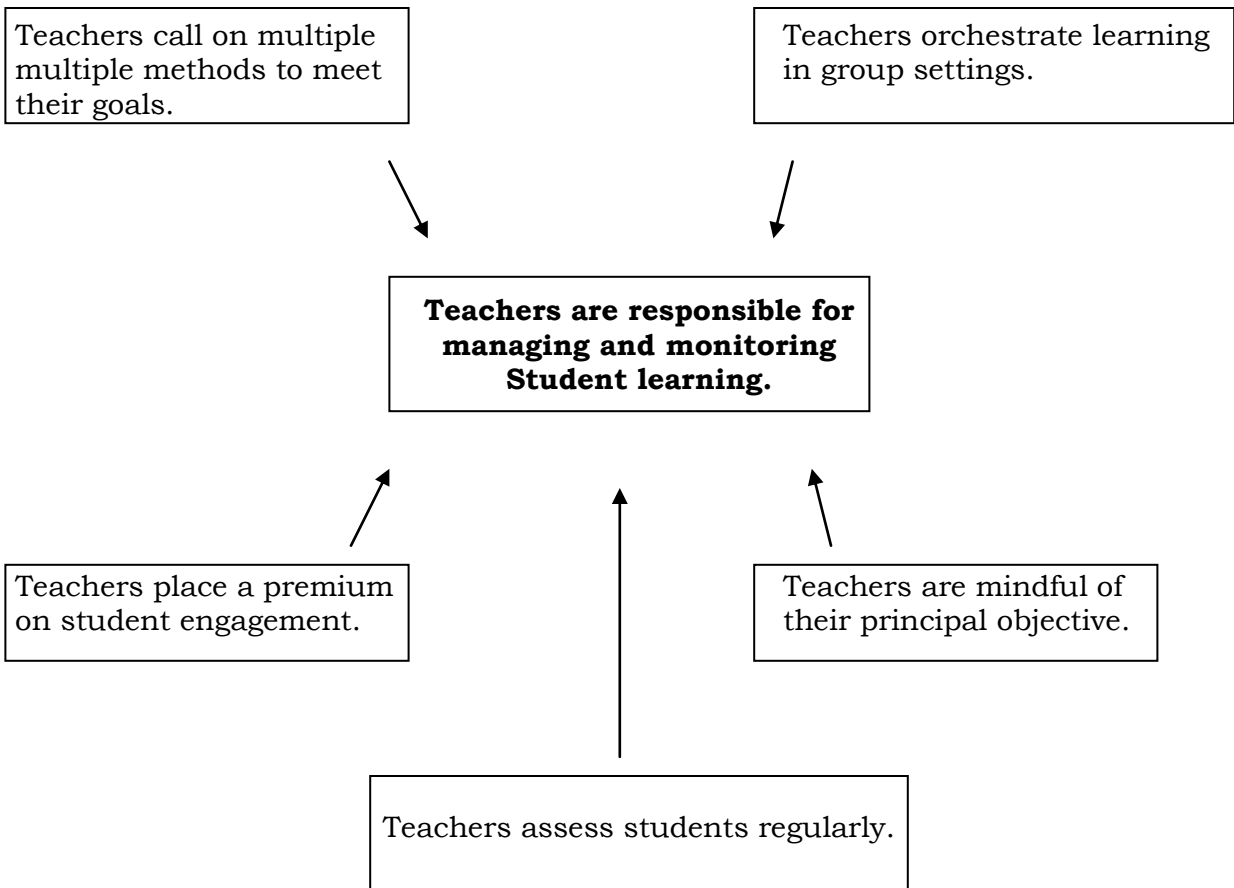 Teachers call on multiple
multiple methods to meet
their goals.
Teachers orchestrate learning
in group settings.
Teachers are responsible for
managing and monitoring
Student learning.
Teachers place a premium
on student engagement.
Teachers are mindful of
their principal objective.
Teachers assess students regularly.